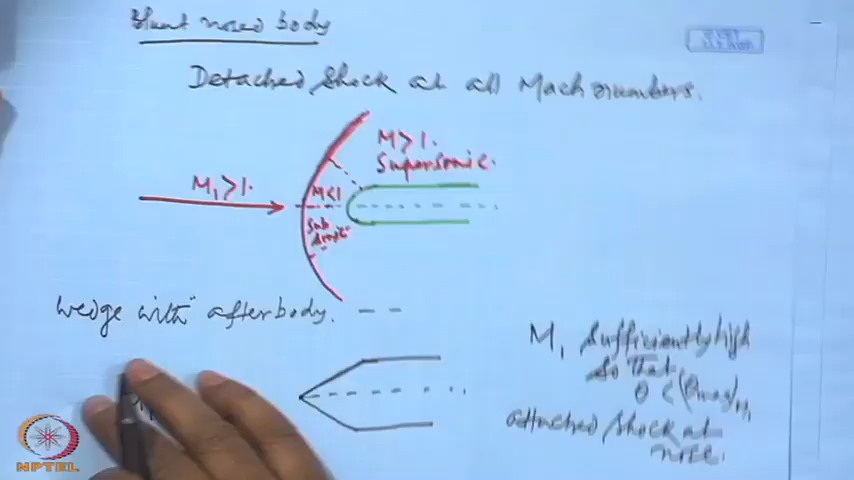 Blunt nosed body
Detached Shock at all Mach numbers.
M₁ > 1.
M > 1.
Supersonic.
M < 1
Sub
sonic
Wedge with afterbody.
M₁ sufficiently high
so that
θ < (θmax)M₁
attached shock at
nose.
NPTEL